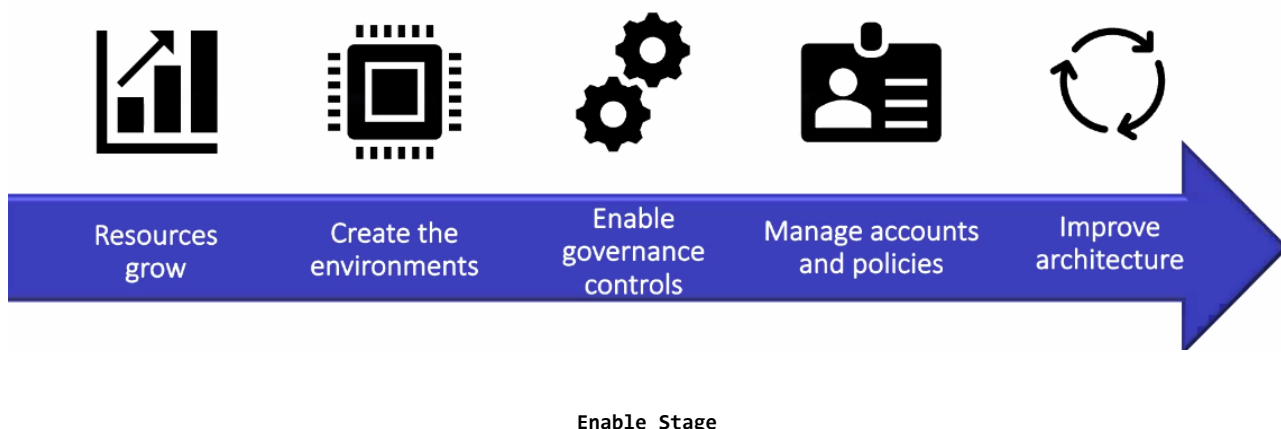 Resources
grow
Create the
environments
Enable
governance
controls
Manage accounts
and policies
Improve
architecture
Enable Stage